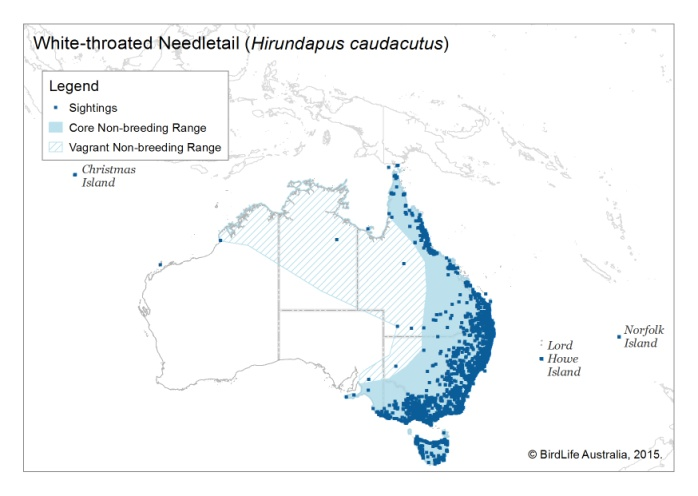 White-throated Needletail (Hirundapus caudacutus)
Legend
Sightings
Core Non-breeding Range
Vagrant Non-breeding Range
Christmas
Island
Norfolk
Island
Lord
Howe
Island
© BirdLife Australia, 2015.